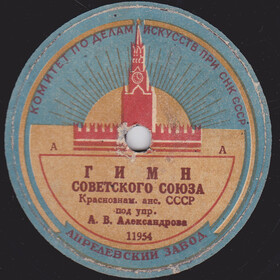 КОМИТЕТ ПО ДЕЛАМ ИСКУССТВ ПРИ СНК СССР
А А
ГИМН
СОВЕТСКОГО СОЮЗА
Краснознам. анс. СССР
под упр.
А. В. Александрова
11954
АПРЕЛЕВСКИЙ ЗАВОД